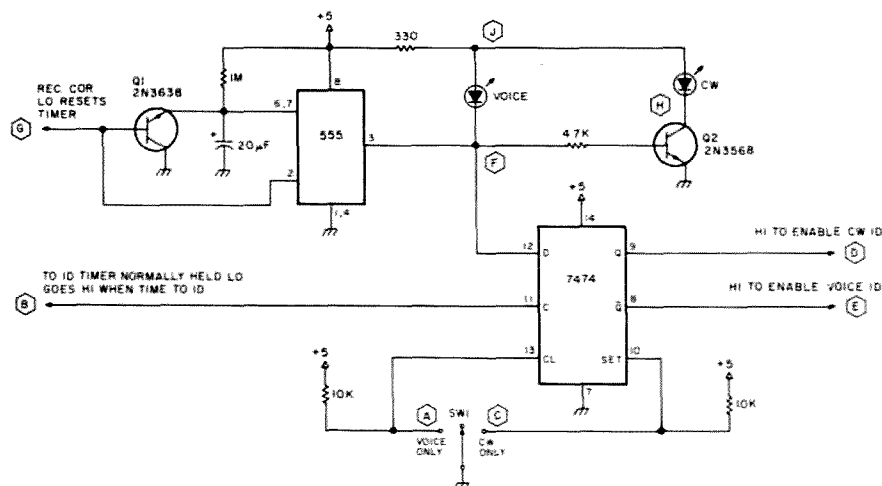 +5
330
J
REC. COR
LO RESETS
TIMER
Q1
2N3638
1M
8
VOICE
H
CW
G
6,7
555
3
Q2
2N3568
+
20µF
F
47K
2
1,4
+5
14
12
D
Q
9
HI TO ENABLE CW ID
D
TO ID TIMER NORMALLY HELD LO
GOES HI WHEN TIME TO ID
7474
B
11
C
Q
8
HI TO ENABLE VOICE ID
E
+5
13
CL
SET
10
+5
10K
7
10K
A
SW1
C
VOICE
ONLY
CW
ONLY